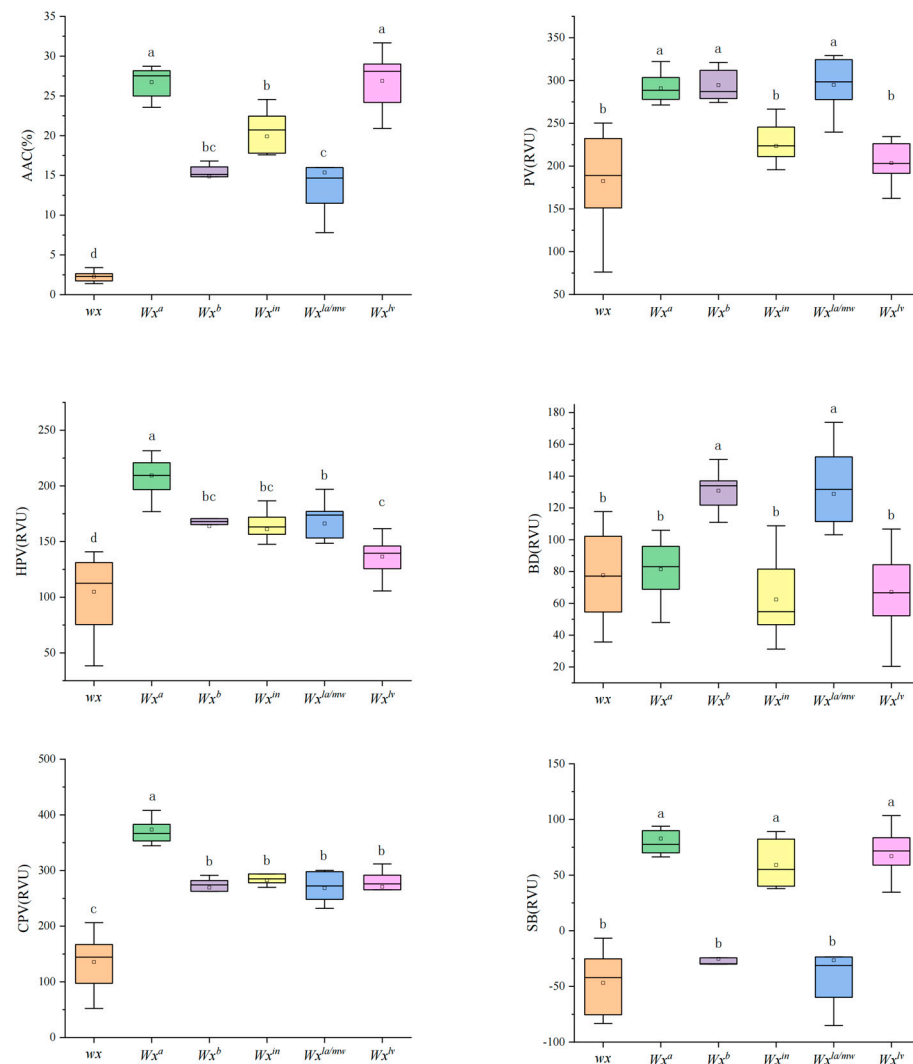 AAC(%)
35
30
25
20
15
10
5
0
d
a
bc
b
c
a
wx
Wx^a
Wx^b
Wx^in
Wx^la/mw
Wx^lv
PV(RVU)
350
300
250
200
150
100
50
b
a
a
b
a
b
wx
Wx^a
Wx^b
Wx^in
Wx^la/mw
Wx^lv
HPV(RVU)
250
200
150
100
50
d
a
bc
bc
b
c
wx
Wx^a
Wx^b
Wx^in
Wx^la/mw
Wx^lv
BD(RVU)
180
160
140
120
100
80
60
40
20
b
b
a
b
a
b
wx
Wx^a
Wx^b
Wx^in
Wx^la/mw
Wx^lv
CPV(RVU)
500
400
300
200
100
0
c
a
b
b
b
b
wx
Wx^a
Wx^b
Wx^in
Wx^la/mw
Wx^lv
SB(RVU)
150
100
50
0
-50
-100
b
a
b
a
b
a
wx
Wx^a
Wx^b
Wx^in
Wx^la/mw
Wx^lv